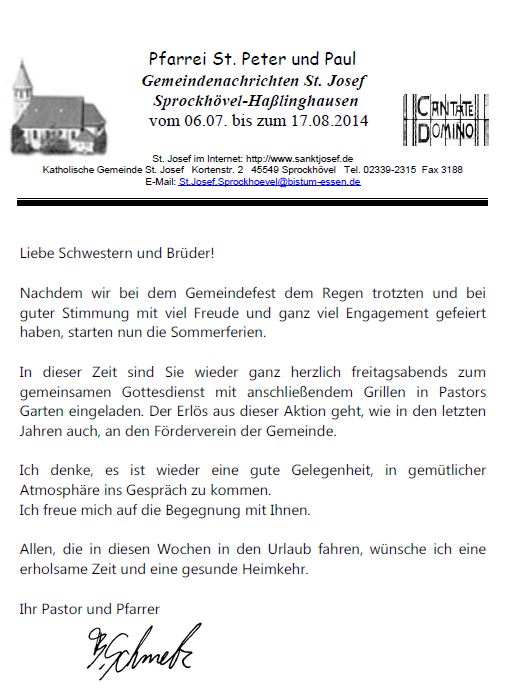 Pfarrei St. Peter und Paul
Gemeindenachrichten St. Josef
Sprockhövel-Haßlinghausen
vom 06.07. bis zum 17.08.2014
CANTATE
DOMINO
St. Josef im Internet: http://www.sanktjosef.de
Katholische Gemeinde St. Josef Kortenstr. 2 45549 Sprockhövel Tel. 02339-2315 Fax 3188
E-Mail: St.Josef.Sprockhoevel@bistum-essen.de
Liebe Schwestern und Brüder!
Nachdem wir bei dem Gemeindefest dem Regen trotzten und bei
guter Stimmung mit viel Freude und ganz viel Engagement gefeiert
haben, starten nun die Sommerferien.
In dieser Zeit sind Sie wieder ganz herzlich freitagsabends zum
gemeinsamen Gottesdienst mit anschließendem Grillen in Pastors
Garten eingeladen. Der Erlös aus dieser Aktion geht, wie in den letzten
Jahren auch, an den Förderverein der Gemeinde.
Ich denke, es ist wieder eine gute Gelegenheit, in gemütlicher
Atmosphäre ins Gespräch zu kommen.
Ich freue mich auf die Begegnung mit Ihnen.
Allen, die in diesen Wochen in den Urlaub fahren, wünsche ich eine
erholsame Zeit und eine gesunde Heimkehr.
Ihr Pastor und Pfarrer